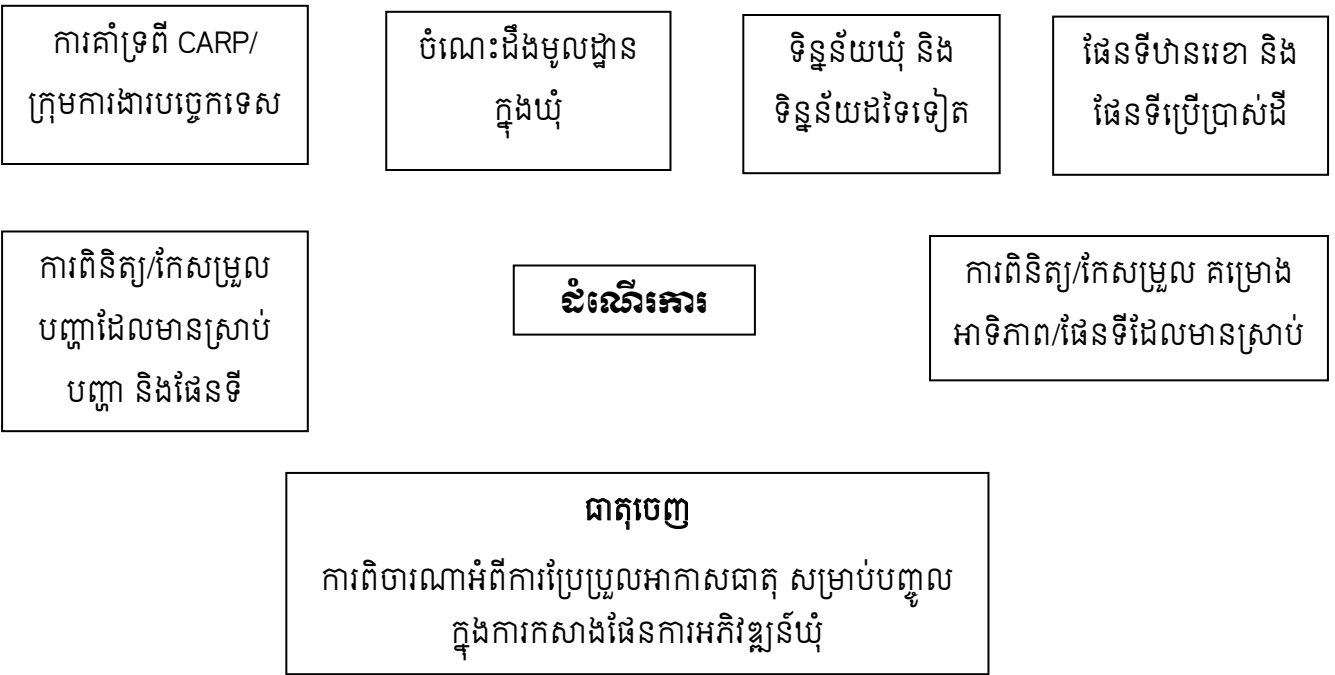 ការគាំទ្រពី CARP/
ក្រុមការងារបច្ចេកទេស
ចំណេះដឹងមូលដ្ឋាន
ក្នុងឃុំ
ទិន្នន័យឃុំ និង
ទិន្នន័យដទៃទៀត
ផែនទីឋានរេខា និង
ផែនទីប្រើប្រាស់ដី
ការពិនិត្យ/កែសម្រួល
បញ្ហាដែលមានស្រាប់
បញ្ហា និងផែនទី
ដំណើរការ
ការពិនិត្យ/កែសម្រួល គម្រោង
អាទិភាព/ផែនទីដែលមានស្រាប់
ធាតុចេញ
ការពិចារណាអំពីការប្រែប្រួលអាកាសធាតុ សម្រាប់បញ្ចូល
ក្នុងការកសាងផែនការអភិវឌ្ឍន៍ឃុំ